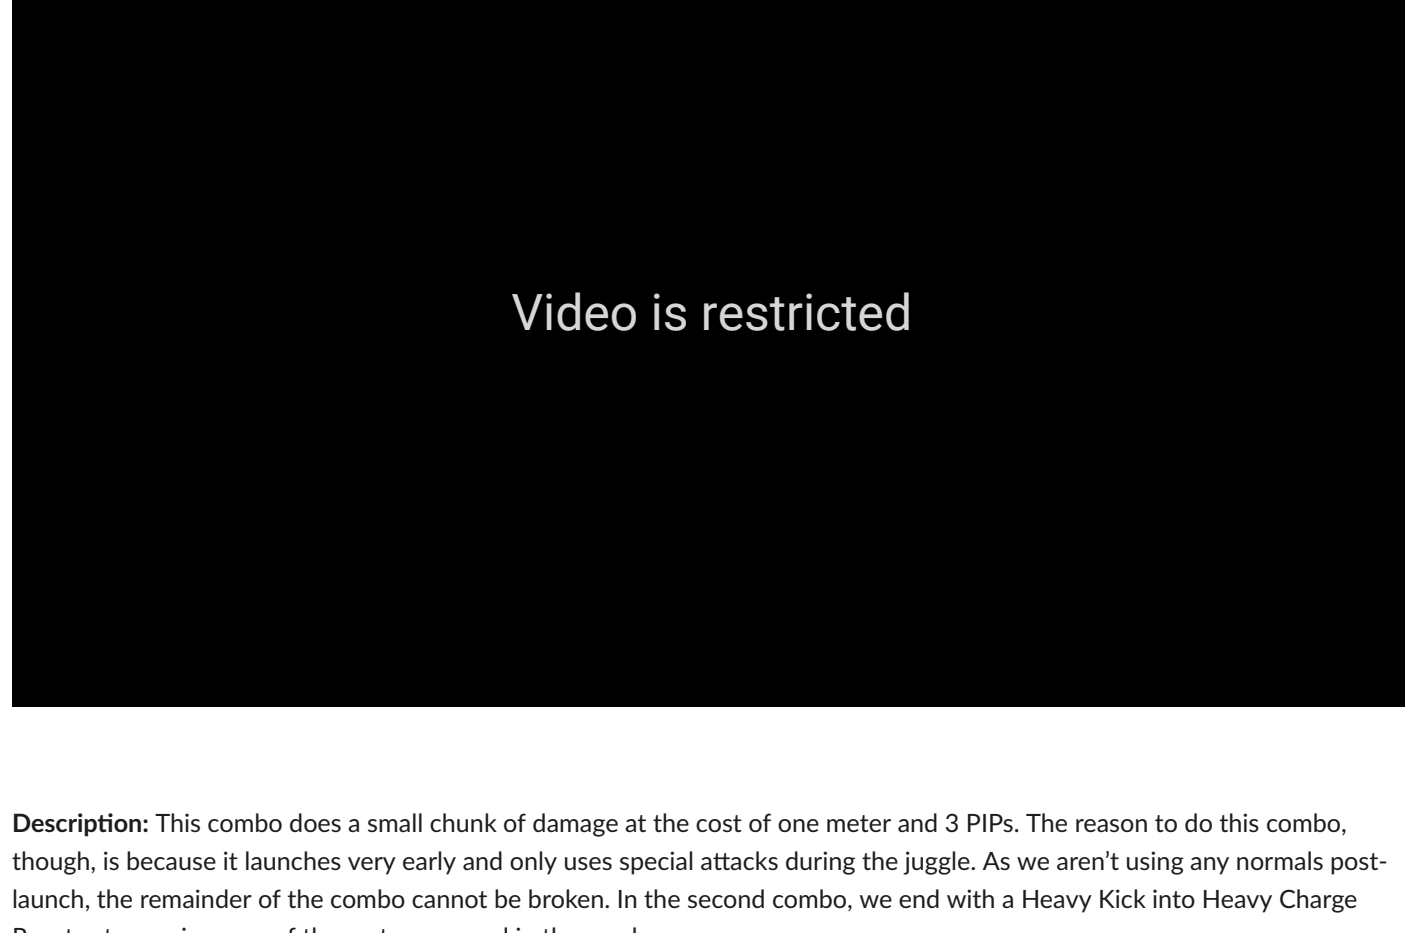 Video is restricted
Description: This combo does a small chunk of damage at the cost of one meter and 3 PIPs. The reason to do this combo,
though, is because it launches very early and only uses special attacks during the juggle. As we aren’t using any normals post-
launch, the remainder of the combo cannot be broken. In the second combo, we end with a Heavy Kick into Heavy Charge